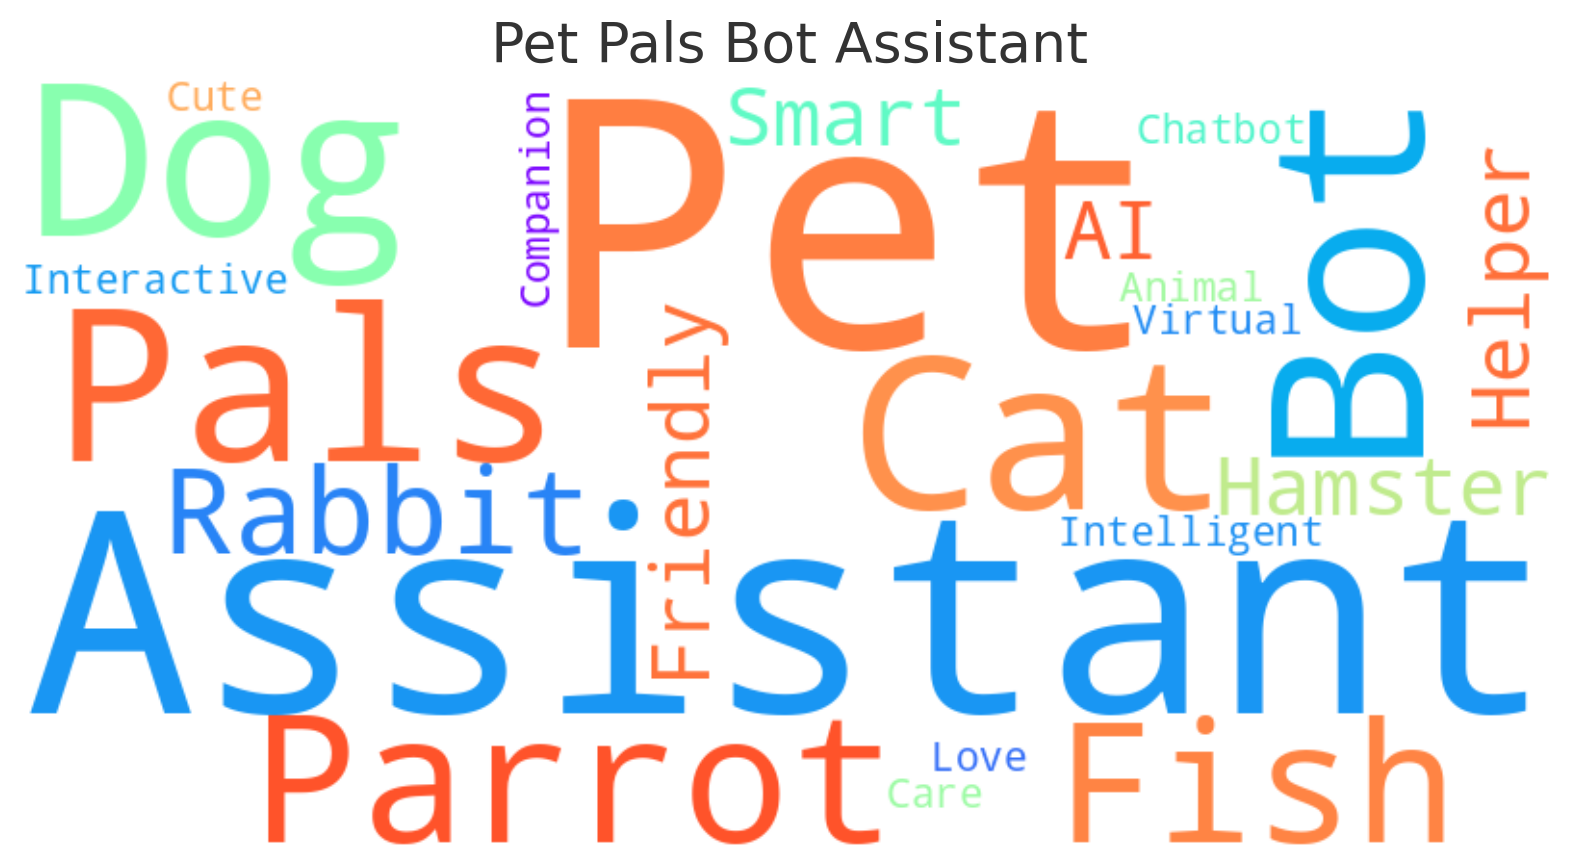 Pet Pals Bot Assistant
Dog
Cute
Companion
Pet
Smart
Chatbot
Bot
Helper
AI
Interactive
Animal
Virtual
Pals
Friendly
Cat
Rabbit
Hamster
Intelligent
Assistant
Parrot
Love
Care
Fish